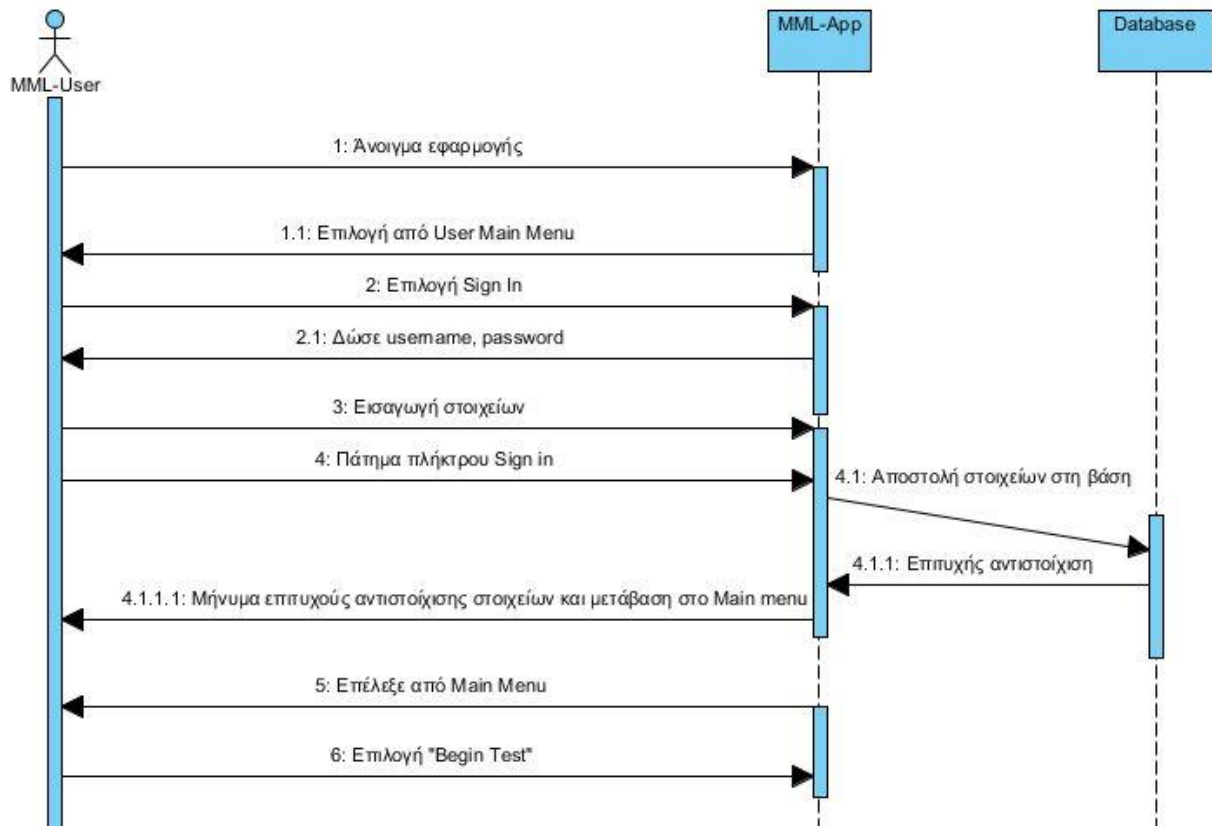 MML-App
Database
MML-User
1: Άνοιγμα εφαρμογής
1.1: Επιλογή από User Main Menu
2: Επιλογή Sign In
2.1: Δώσε username, password
3: Εισαγωγή στοιχείων
4: Πάτημα πλήκτρου Sign in
4.1: Αποστολή στοιχείων στη βάση
4.1.1: Επιτυχής αντιστοίχιση
4.1.1.1: Μήνυμα επιτυχούς αντιστοίχισης στοιχείων και μετάβαση στο Main menu
5: Επέλεξε από Main Menu
6: Επιλογή "Begin Test"